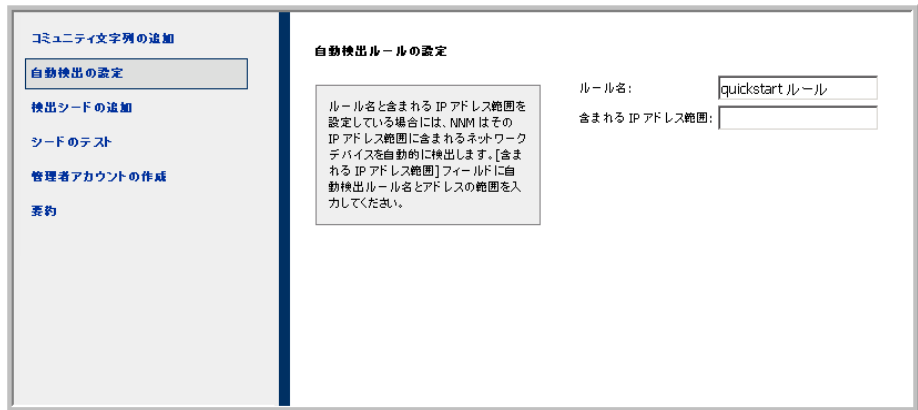 コミュニティ文字列の追加
自動検出の設定
検出シードの追加
シードのテスト
管理者アカウントの作成
要約
自動検出ルールの設定
ルール名と含まれる IP アドレス範囲を
設定している場合には、NNM はその
IP アドレス範囲に含まれるネットワーク
デバイスを自動的に検出します。[含ま
れる IP アドレス範囲] フィールドに自
動検出ルール名とアドレスの範囲を入
力してください。
ルール名: quickstart ルール
含まれる IP アドレス範囲: